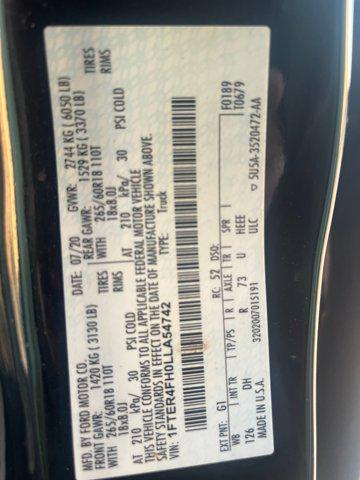 MFD. BY FORD MOTOR CO.
DATE: 07/20 GVWR: 2744 KG ( 6050 LB)
FRONT GAWR: 1420 KG ( 3130 LB) REAR GAWR: 1529 KG ( 3370 LB)
WITH 265/60R18 110T TIRES WITH 265/60R18 110T TIRES
18x8.0J RIMS 18x8.0J RIMS
AT 210 kPa/ 30 PSI COLD AT 210 kPa/ 30 PSI COLD
THIS VEHICLE CONFORMS TO ALL APPLICABLE FEDERAL MOTOR VEHICLE
SAFETY STANDARDS IN EFFECT ON THE DATE OF MANUFACTURE SHOWN ABOVE.
VIN: 1FTER4FH0LLA54742 TYPE: Truck
F0189
T0679
EXT PNT: G1 RC: 52 DSO:
WB INT TR TP/PS R AXLE TR SPR
126 DH R 73 U HEEE
MADE IN U.S.A. 3202007015191 ULC
▽ 5U5A-3520472-AA